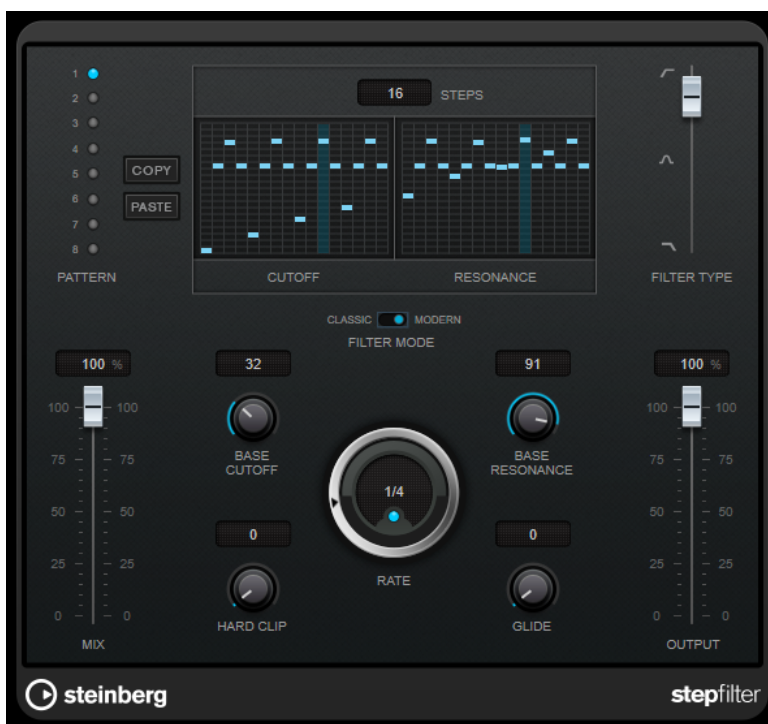 1
2
3
4
5
6
7
8
PATTERN
COPY
PASTE
16 STEPS
CUTOFF RESONANCE
FILTER TYPE
CLASSIC MODERN
FILTER MODE
100 %
100 100
75 75
50 50
25 25
0 0
MIX
32
BASE
CUTOFF
0
HARD CLIP
1/4
RATE
91
BASE
RESONANCE
0
GLIDE
100 %
100 100
75 75
50 50
25 25
0 0
OUTPUT
steinberg
stepfilter